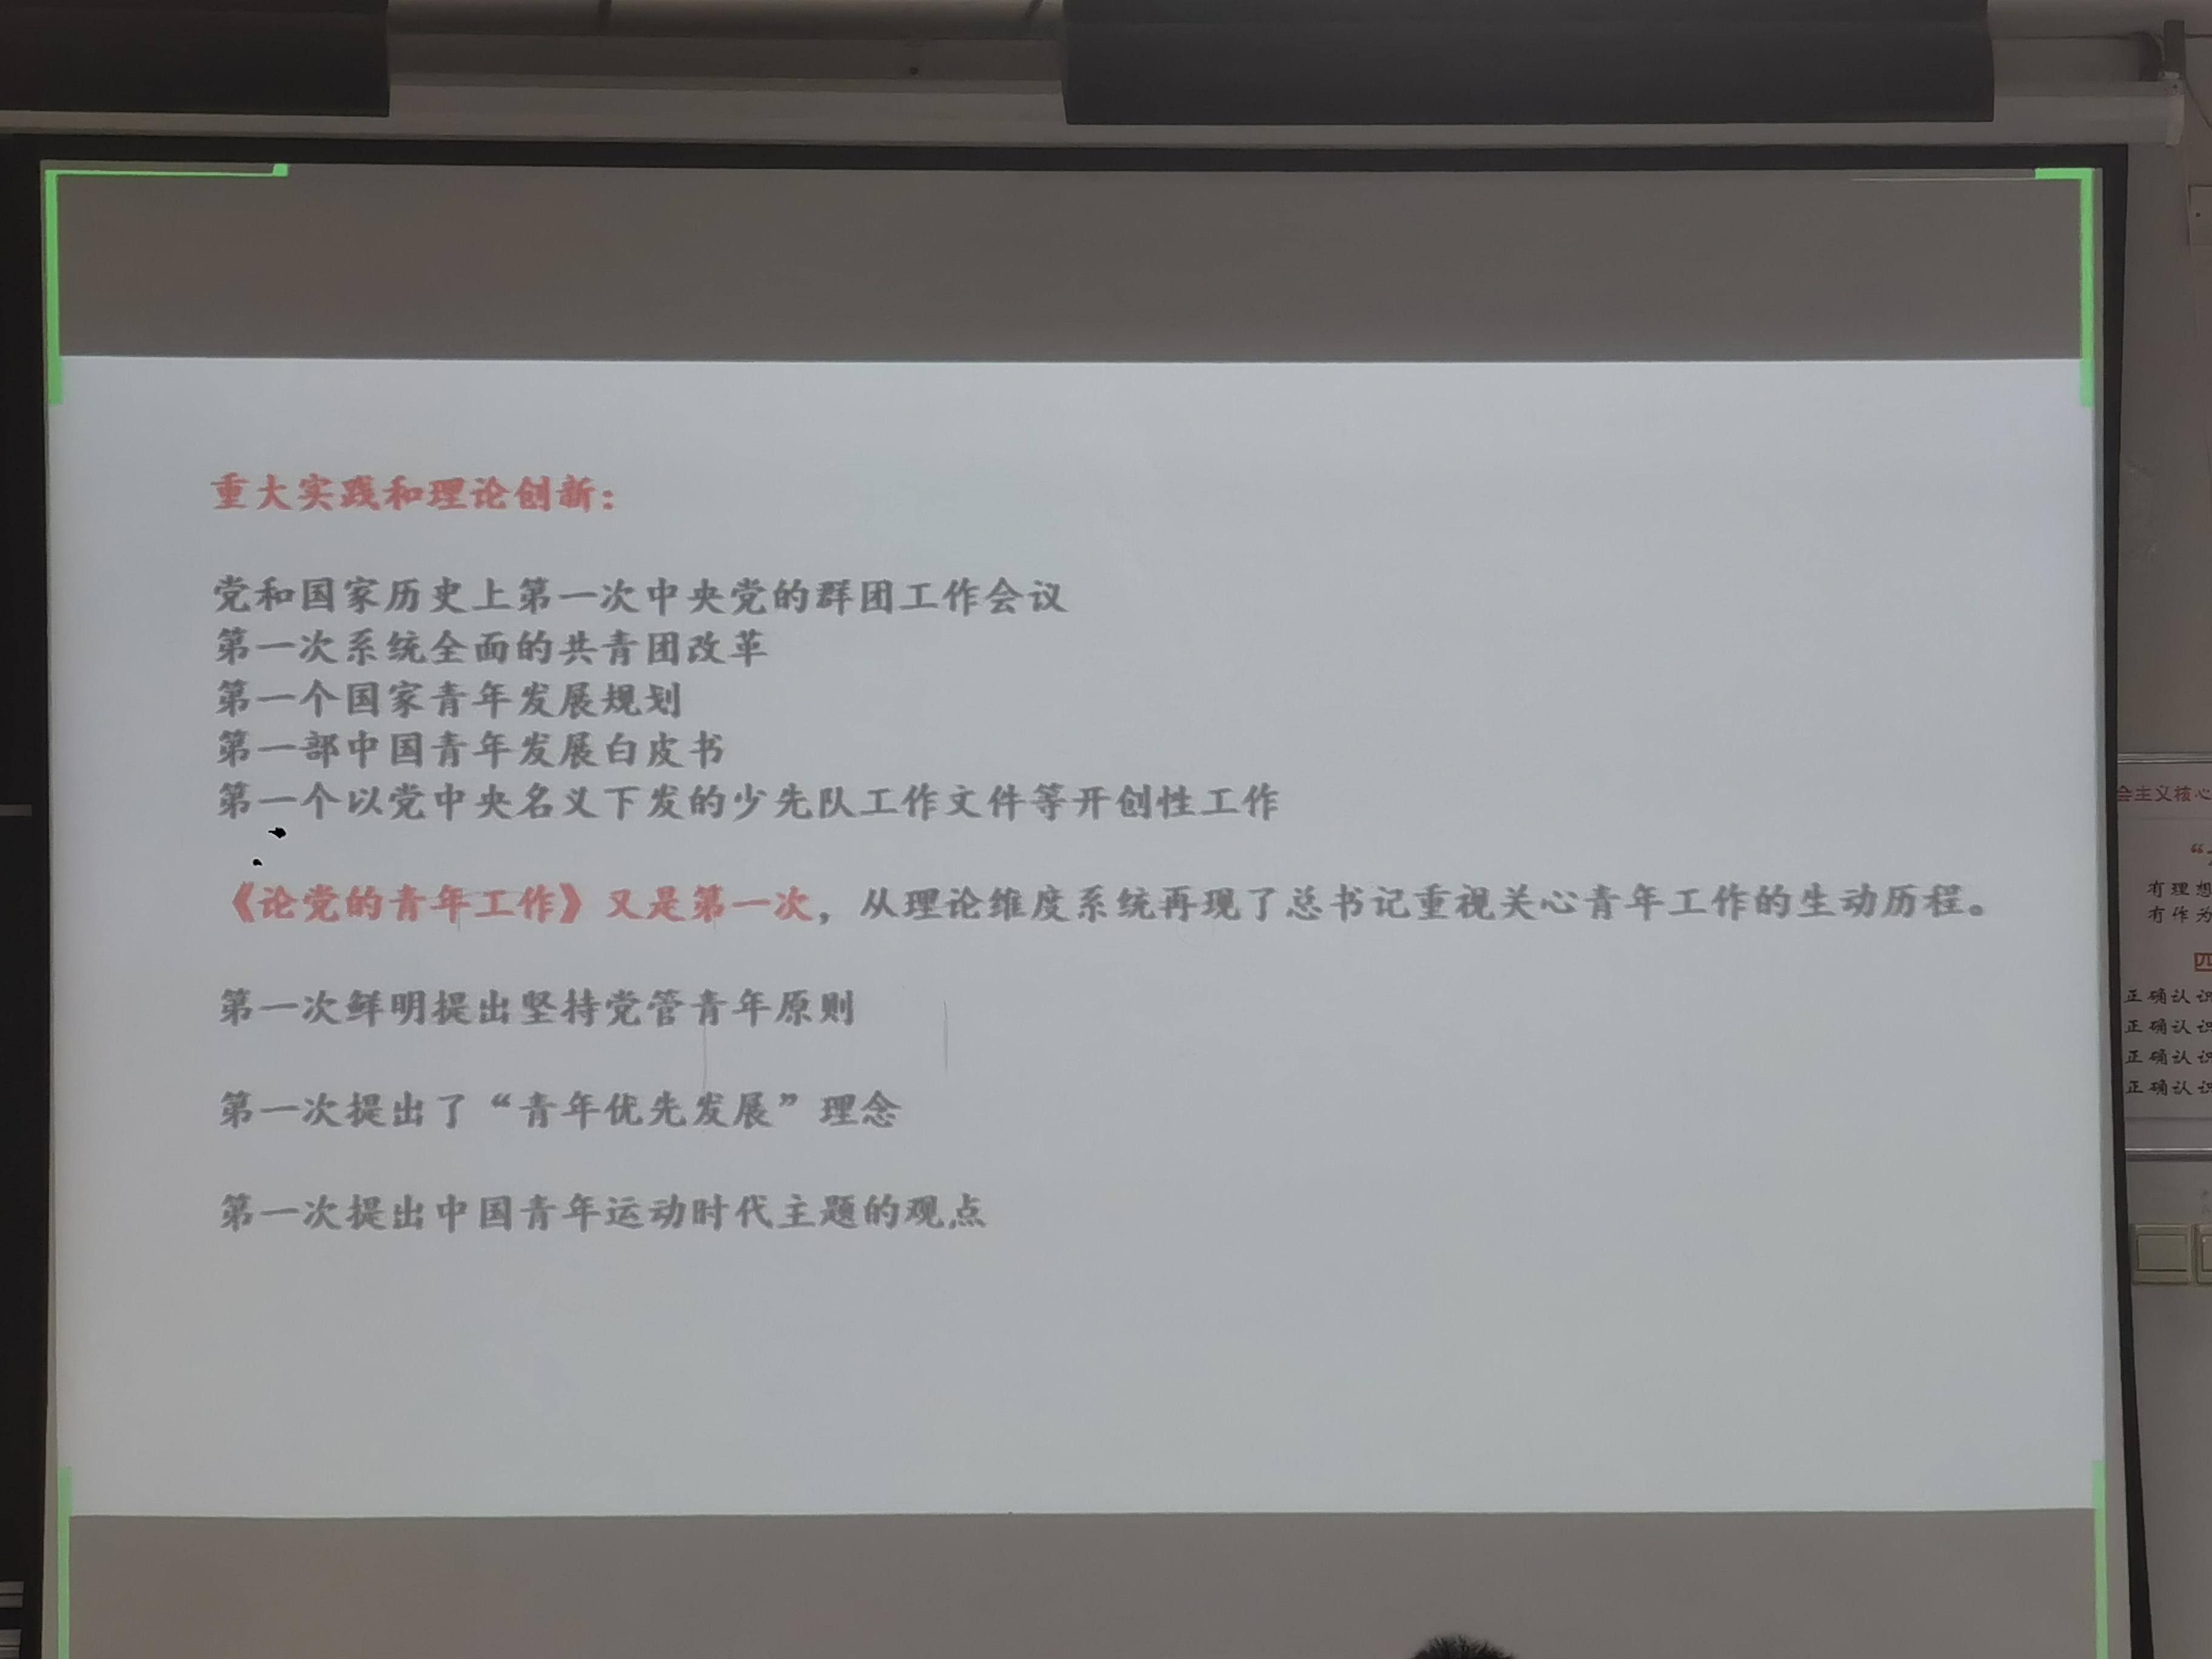 重大实践和理论创新：
党和国家历史上第一次中央党的群团工作会议
第一次系统全面的共青团改革
第一个国家青年发展规划
第一部中国青年发展白皮书
第一个以党中央名义下发的少先队工作文件等开创性工作
《论党的青年工作》又是第一次，从理论维度系统再现了总书记重视关心青年工作的生动历程。
第一次鲜明提出坚持党管青年原则
第一次提出了“青年优先发展”理念
第一次提出中国青年运动时代主题的观点
会主义核心
有理想
有作为
正确认识
正确认识
正确认识
正确认识